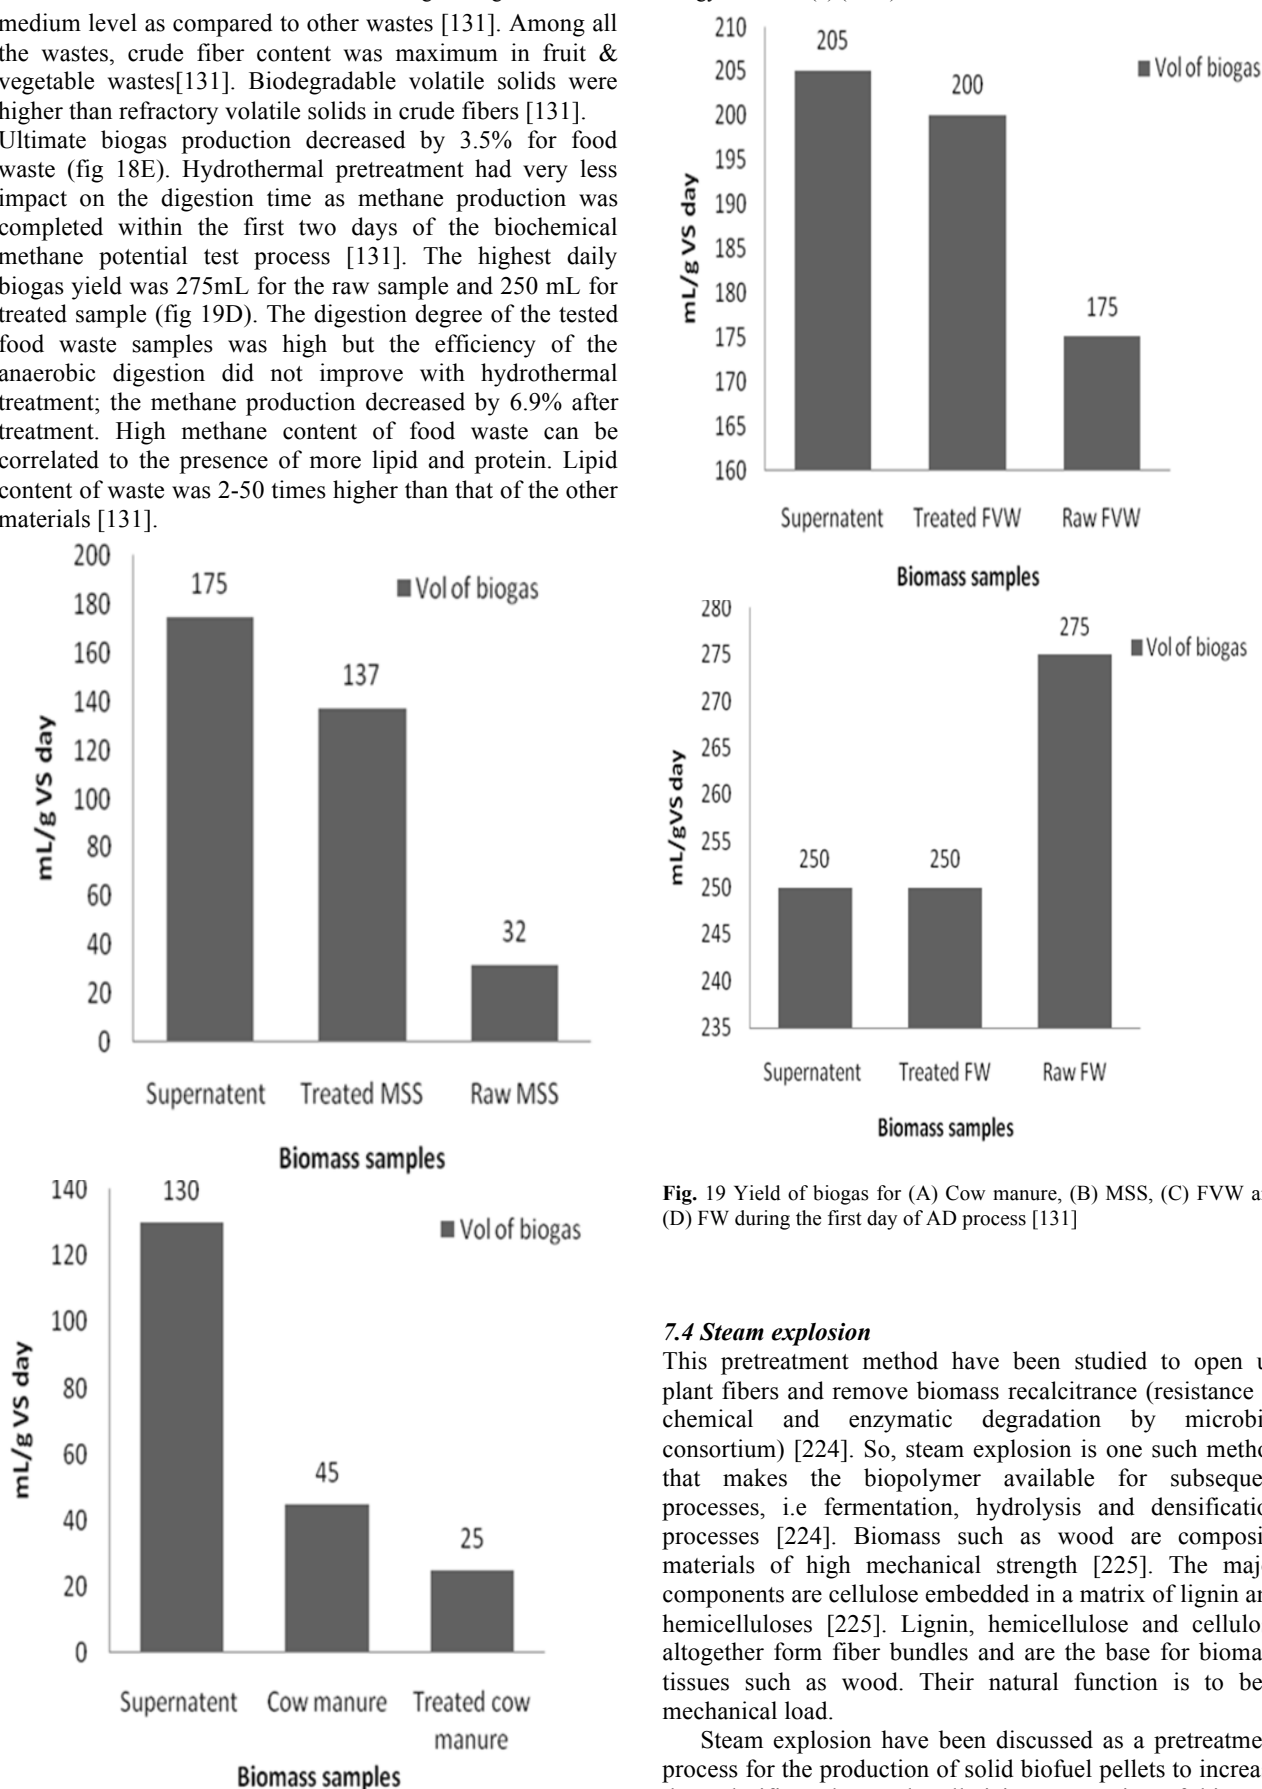 medium level as compared to other wastes [131]. Among all
the wastes, crude fiber content was maximum in fruit &
vegetable wastes[131]. Biodegradable volatile solids were
higher than refractory volatile solids in crude fibers [131].
Ultimate biogas production decreased by 3.5% for food
waste (fig 18E). Hydrothermal pretreatment had very less
impact on the digestion time as methane production was
completed within the first two days of the biochemical
methane potential test process [131]. The highest daily
biogas yield was 275mL for the raw sample and 250 mL for
treated sample (fig 19D). The digestion degree of the tested
food waste samples was high but the efficiency of the
anaerobic digestion did not improve with hydrothermal
treatment; the methane production decreased by 6.9% after
treatment. High methane content of food waste can be
correlated to the presence of more lipid and protein. Lipid
content of waste was 2-50 times higher than that of the other
materials [131].
200
180
160
140
120
100
80
60
40
20
0
mL/g VS day
175
137
32
Vol of biogas
Supernatent Treated MSS Raw MSS
Biomass samples
140
120
100
80
60
40
20
0
mL/g VS day
130
45
25
Vol of biogas
Supernatent Cow manure Treated cow
manure
Biomass samples
210
205
200
195
190
185
180
175
170
165
160
mL/g VS day
205
200
175
Vol of biogas
Supernatent Treated FVW Raw FVW
Biomass samples
280
275
270
265
260
255
250
245
240
235
mL/gVS day
250
250
275
Vol of biogas
Supernatent Treated FW Raw FW
Biomass samples
Fig. 19 Yield of biogas for (A) Cow manure, (B) MSS, (C) FVW
(D) FW during the first day of AD process [131]
7.4 Steam explosion
This pretreatment method have been studied to open
plant fibers and remove biomass recalcitrance (resistance
chemical and enzymatic degradation by
consortium) [224]. So, steam explosion is one such
that makes the biopolymer available for
processes, i.e fermentation, hydrolysis and
processes [224]. Biomass such as wood are
materials of high mechanical strength [225]. The
components are cellulose embedded in a matrix of lignin
hemicelluloses [225]. Lignin, hemicellulose and
altogether form fiber bundles and are the base for
tissues such as wood. Their natural function is to
mechanical load.
Steam explosion have been discussed as a
process for the production of solid biofuel pellets to